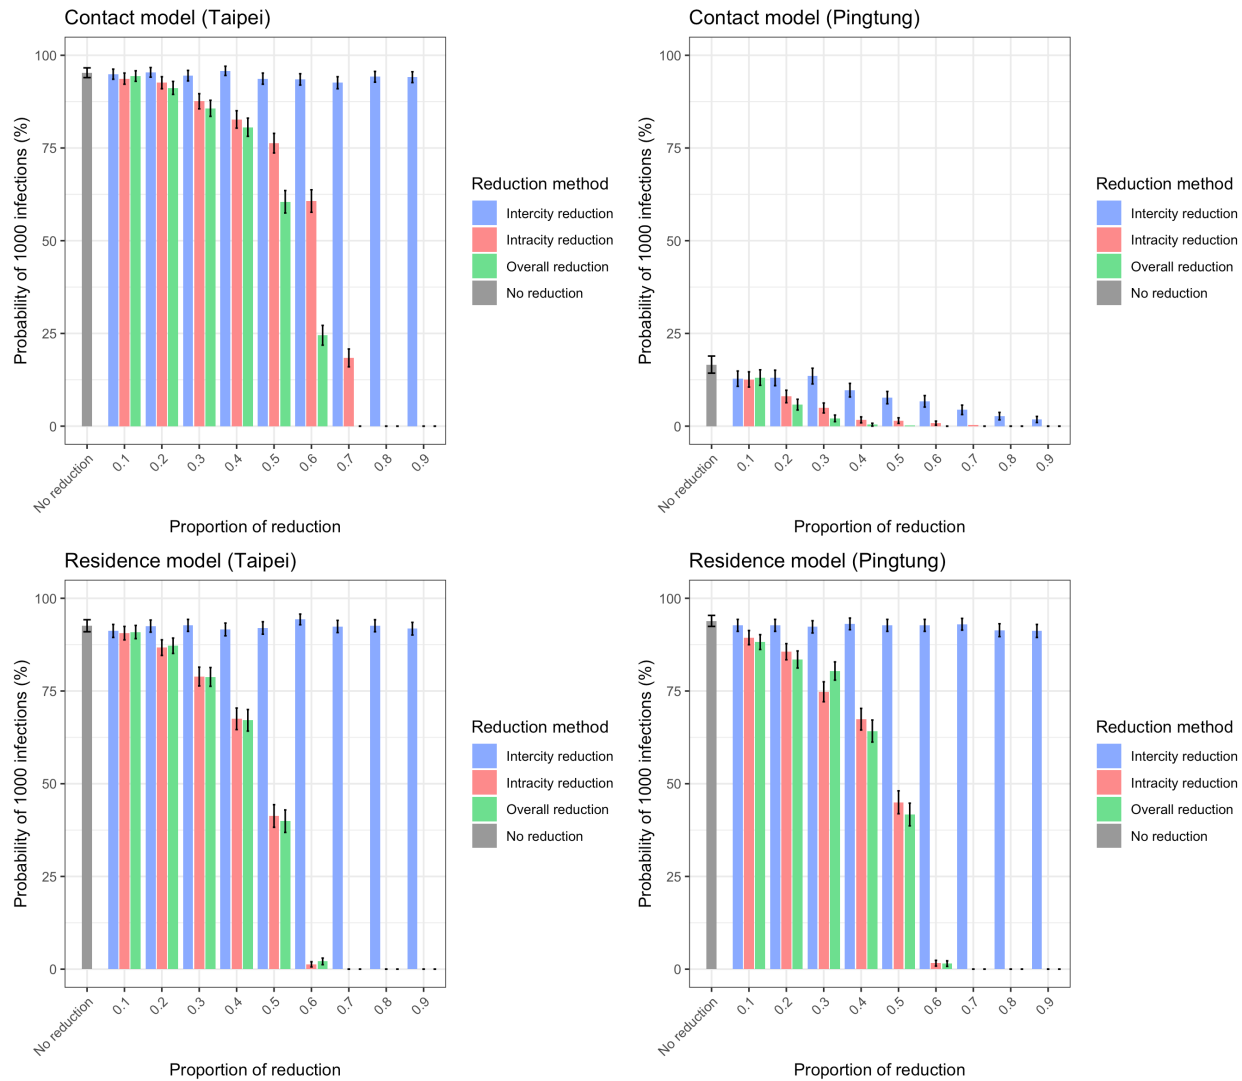 Contact model (Taipei)
Probability of 1000 infections (%)
100
75
50
25
0
No reduction
0.1
0.2
0.3
0.4
0.5
0.6
0.7
0.8
0.9
Proportion of reduction
Reduction method
Intercity reduction
Intracity reduction
Overall reduction
No reduction
Contact model (Pingtung)
Probability of 1000 infections (%)
100
75
50
25
0
No reduction
0.1
0.2
0.3
0.4
0.5
0.6
0.7
0.8
0.9
Proportion of reduction
Reduction method
Intercity reduction
Intracity reduction
Overall reduction
No reduction
Residence model (Taipei)
Probability of 1000 infections (%)
100
75
50
25
0
No reduction
0.1
0.2
0.3
0.4
0.5
0.6
0.7
0.8
0.9
Proportion of reduction
Reduction method
Intercity reduction
Intracity reduction
Overall reduction
No reduction
Residence model (Pingtung)
Probability of 1000 infections (%)
100
75
50
25
0
No reduction
0.1
0.2
0.3
0.4
0.5
0.6
0.7
0.8
0.9
Proportion of reduction
Reduction method
Intercity reduction
Intracity reduction
Overall reduction
No reduction